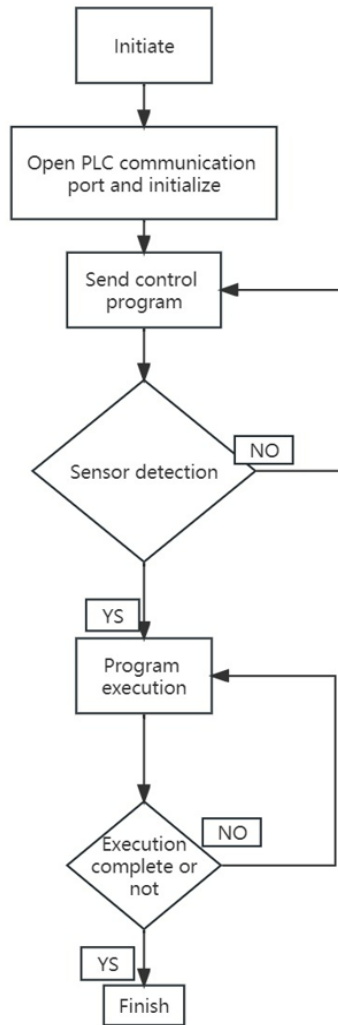 Initiate
Open PLC communication
port and initialize
Send control
program
NO
Sensor detection
YS
Program
execution
NO
Execution
complete or
not
YS
Finish